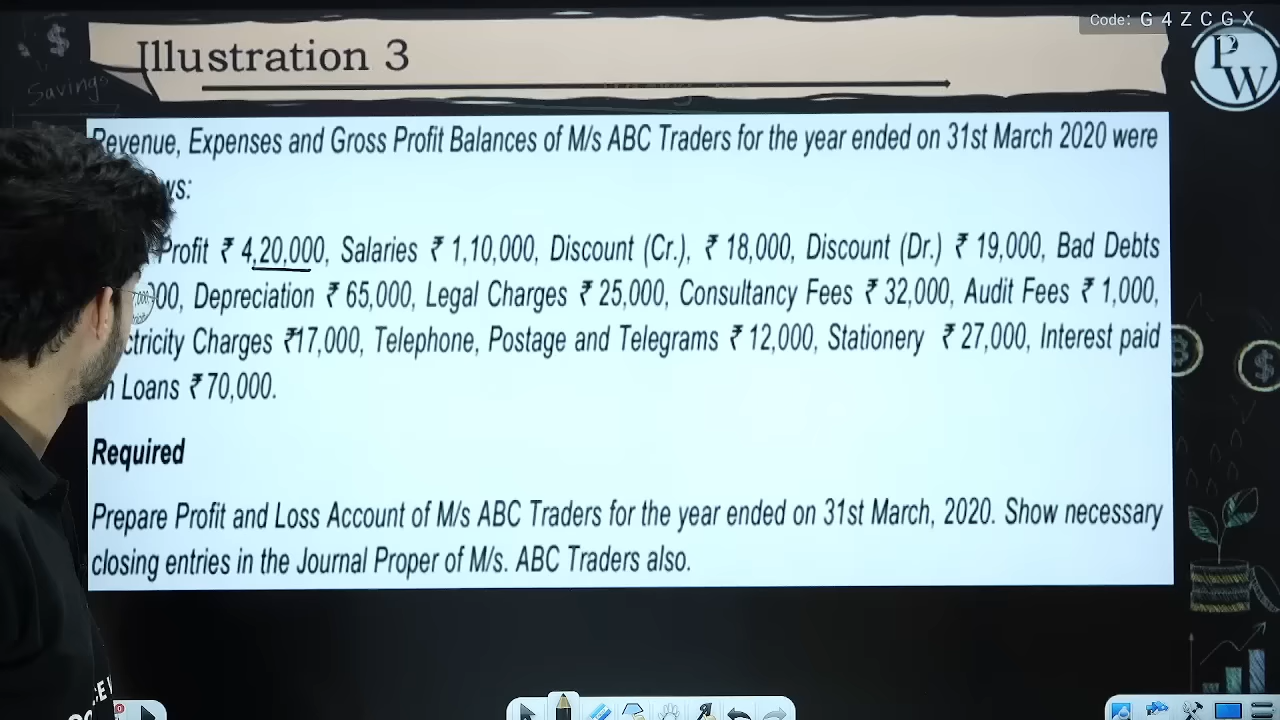 Code: G 4 Z C G X
Illustration 3
P
W
Savings
Revenue, Expenses and Gross Profit Balances of M/s ABC Traders for the year ended on 31st March 2020 were
ws:
Profit ₹ 4,20,000, Salaries ₹ 1,10,000, Discount (Cr.), ₹ 18,000, Discount (Dr.) ₹ 19,000, Bad Debts
000, Depreciation ₹ 65,000, Legal Charges ₹ 25,000, Consultancy Fees ₹ 32,000, Audit Fees ₹ 1,000,
ctricity Charges ₹17,000, Telephone, Postage and Telegrams ₹ 12,000, Stationery ₹ 27,000, Interest paid
n Loans ₹ 70,000.
Required
Prepare Profit and Loss Account of M/s ABC Traders for the year ended on 31st March, 2020. Show necessary
closing entries in the Journal Proper of M/s. ABC Traders also.